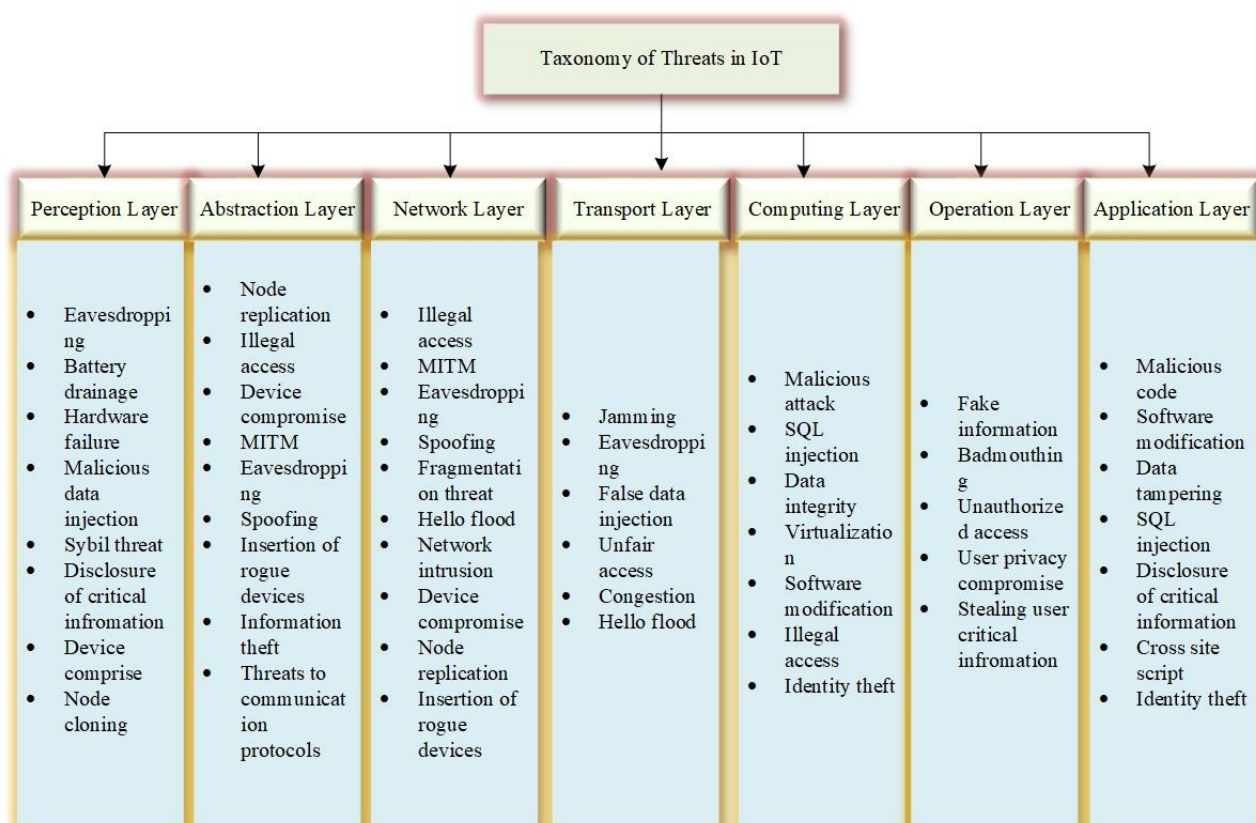 Taxonomy of Threats in IoT
Perception Layer
Abstraction Layer
Network Layer
Transport Layer
Computing Layer
Operation Layer
Application Layer
• Eavesdroppi
ng
• Battery
drainage
• Hardware
failure
• Malicious
data
injection
• Sybil threat
• Disclosure
of critical
infromation
• Device
comprise
• Node
cloning
• Node
replication
• Illegal
access
• Device
compromise
• MITM
• Eavesdroppi
ng
• Spoofing
• Insertion of
rogue
devices
• Information
theft
• Threats to
communicat
ion
protocols
• Illegal
access
• MITM
• Eavesdroppi
ng
• Spoofing
• Fragmentati
on threat
• Hello flood
• Network
intrusion
• Device
compromise
• Node
replication
• Insertion of
rogue
devices
• Jamming
• Eavesdroppi
ng
• False data
injection
• Unfair
access
• Congestion
• Hello flood
• Malicious
attack
• SQL
injection
• Data
integrity
• Virtualizatio
n
• Software
modification
• Illegal
access
• Identity theft
• Fake
information
• Badmouthin
g
• Unauthorize
d access
• User privacy
compromise
• Stealing user
critical
infromation
• Malicious
code
• Software
modification
• Data
tampering
• SQL
injection
• Disclosure
of critical
information
• Cross site
script
• Identity theft